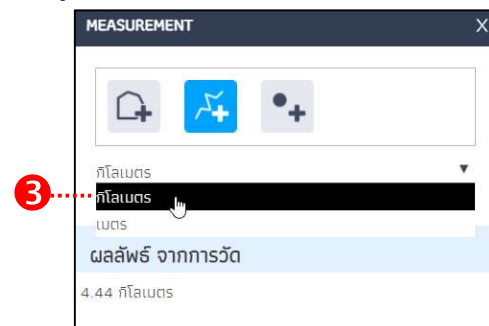 MEASUREMENT X
กิโลเมตร
3 กิโลเมตร
เมตร
ผลลัพธ์ จากการวัด
4.44 กิโลเมตร